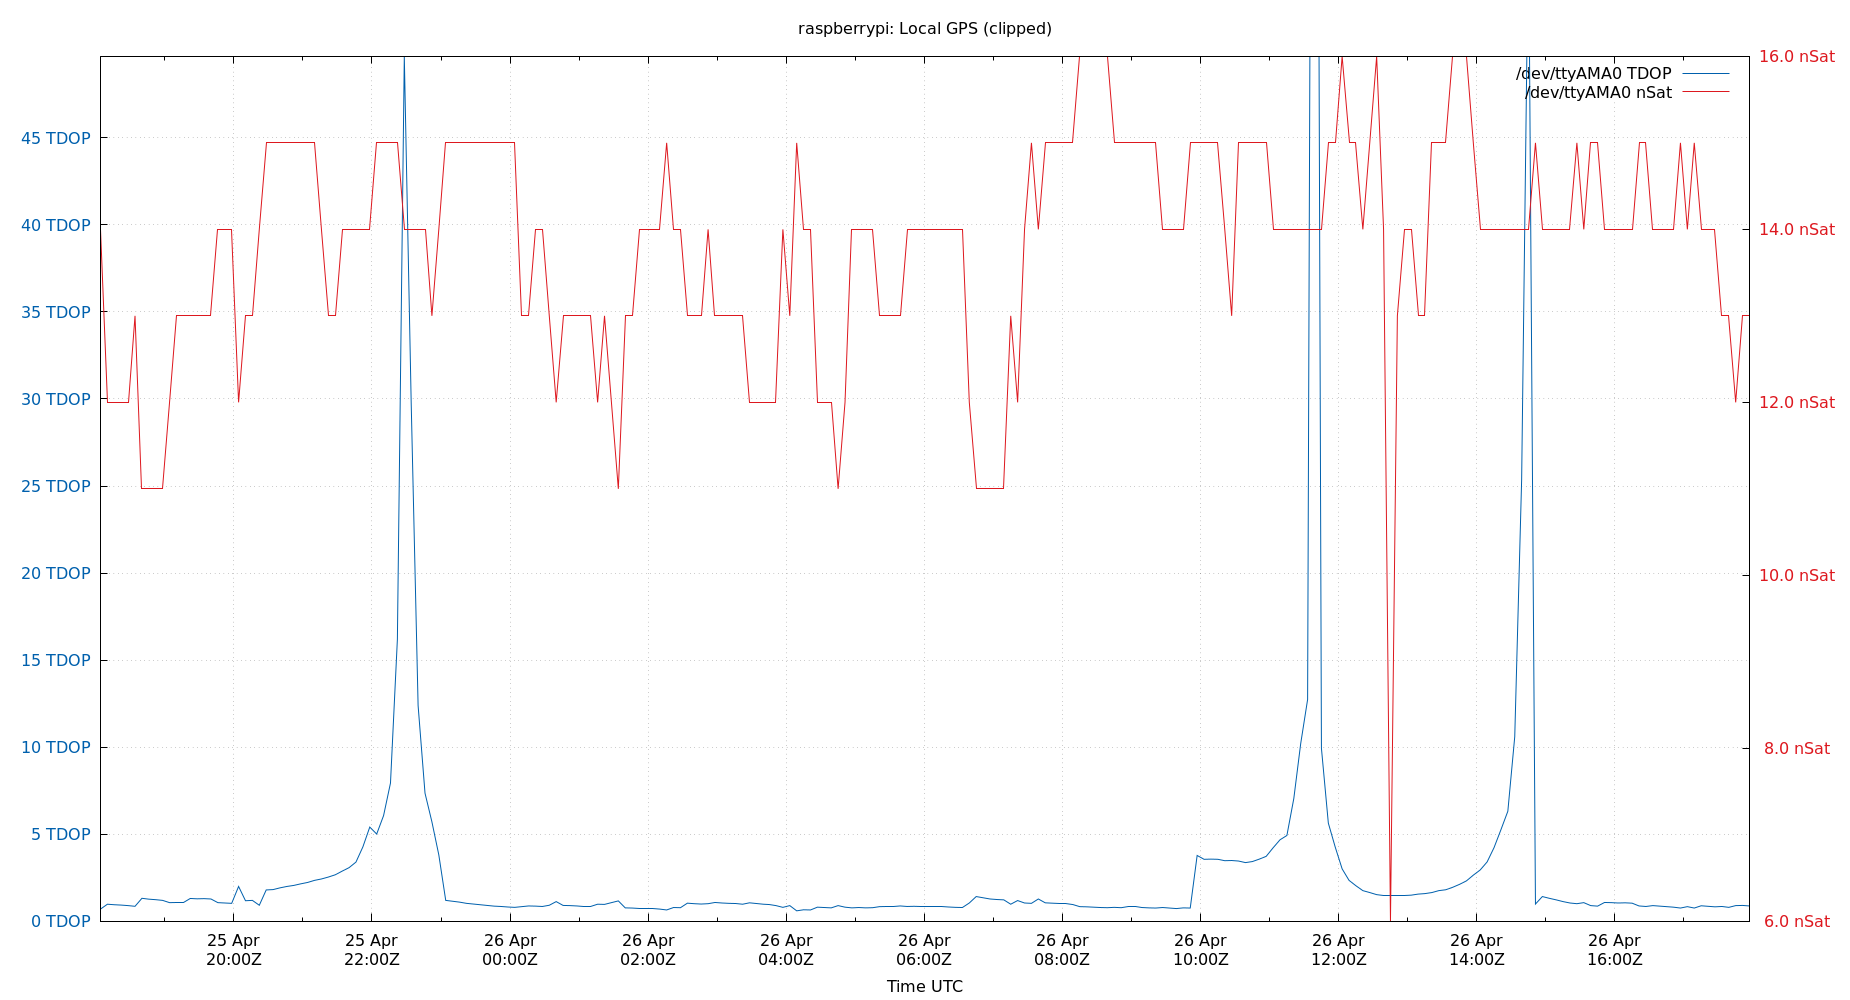 raspberrypi: Local GPS (clipped)
16.0 nSat
/dev/ttyAMA0 TDOP
/dev/ttyAMA0 nSat
45 TDOP
40 TDOP
14.0 nSat
35 TDOP
30 TDOP
12.0 nSat
25 TDOP
20 TDOP
10.0 nSat
15 TDOP
10 TDOP
8.0 nSat
5 TDOP
0 TDOP
6.0 nSat
25 Apr 25 Apr 26 Apr 26 Apr 26 Apr 26 Apr 26 Apr 26 Apr 26 Apr 26 Apr 26 Apr
20:00Z 22:00Z 00:00Z 02:00Z 04:00Z 06:00Z 08:00Z 10:00Z 12:00Z 14:00Z 16:00Z
Time UTC